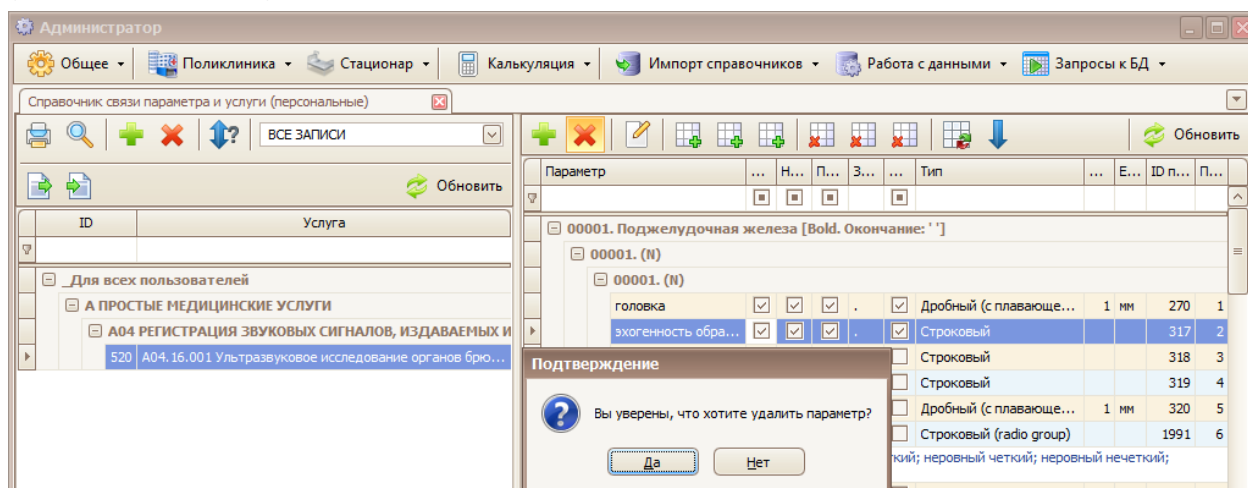 Администратор
Общее Поликлиника Стационар Калькуляция Импорт справочников Работа с данными Запросы к БД
Справочник связи параметра и услуги (персональные)
ВСЕ ЗАПИСИ
Обновить
Обновить
ID Услуга
_Для всех пользователей
А ПРОСТЫЕ МЕДИЦИНСКИЕ УСЛУГИ
А04 РЕГИСТРАЦИЯ ЗВУКОВЫХ СИГНАЛОВ, ИЗДАВАЕМЫХ И
520 А04.16.001 Ультразвуковое исследование органов брю...
Параметр ... Н... П... З... ... Тип ... Е... ID п... П...
00001. Поджелудочная железа [Bold. Окончание: ' ']
00001. (N)
00001. (N)
головка . Дробный (с плавающе... 1 мм 270 1
эхогенность обра... . Строковый 317 2
Строковый 318 3
Строковый 319 4
Дробный (с плавающе... 1 мм 320 5
Строковый (radio group) 1991 6
ткий; неровный четкий; неровный нечеткий;
Подтверждение
Вы уверены, что хотите удалить параметр?
Да Нет